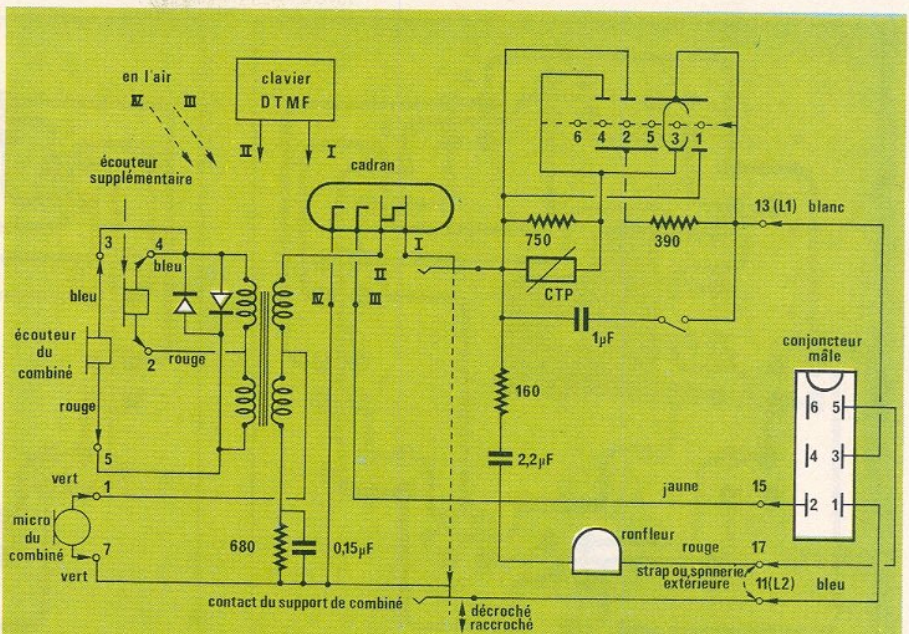 en l'air
IV III
clavier
DTMF
II I
cadran
écouteur
supplémentaire
3
4
bleu
bleu
2
rouge
écouteur
du
combiné
rouge
5
vert
1
micro
du
combiné
7
vert
680
0,15µF
I
II
IV III
6 4 2 5 3 1
750
390
CTP
1µF
160
2,2µF
13 (L1) blanc
conjoncteur
mâle
6 5
4 3
2 1
jaune 15
ronfleur
rouge 17
strap ou sonnerie
extérieure
11(L2) bleu
contact du support de combiné
décroché
raccroché